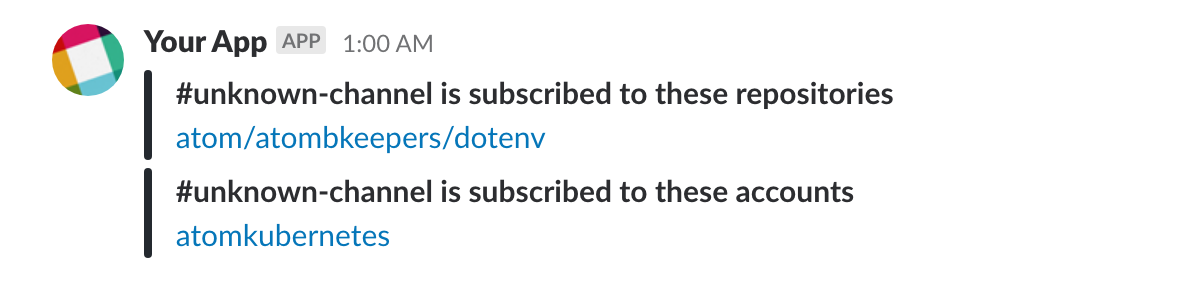 Your App APP 1:00 AM
#unknown-channel is subscribed to these repositories
atom/atombkeepers/dotenv
#unknown-channel is subscribed to these accounts
atomkubernetes